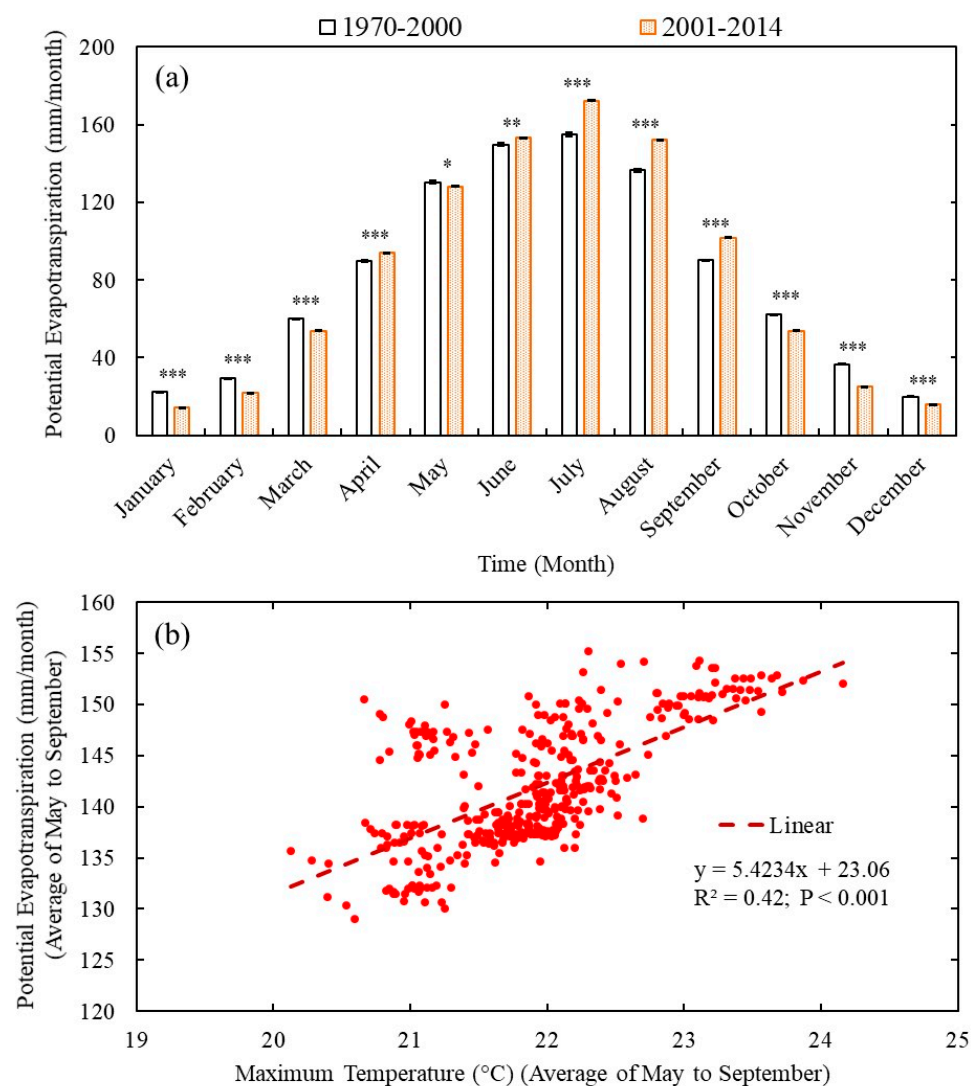 1970-2000 2001-2014
200
(a)
160
120
80
40
0
*** *** *** *** * ** *** *** *** *** *** ***
January February March April May June July August September October November December
Potential Evapotranspiration (mm/month)
Time (Month)
160
(b)
155
150
145
140
135
130
125
120
Linear
y = 5.4234x + 23.06
R² = 0.42; P < 0.001
19 20 21 22 23 24 25
Potential Evapotranspiration (mm/month)
(Average of May to September)
Maximum Temperature (°C) (Average of May to September)